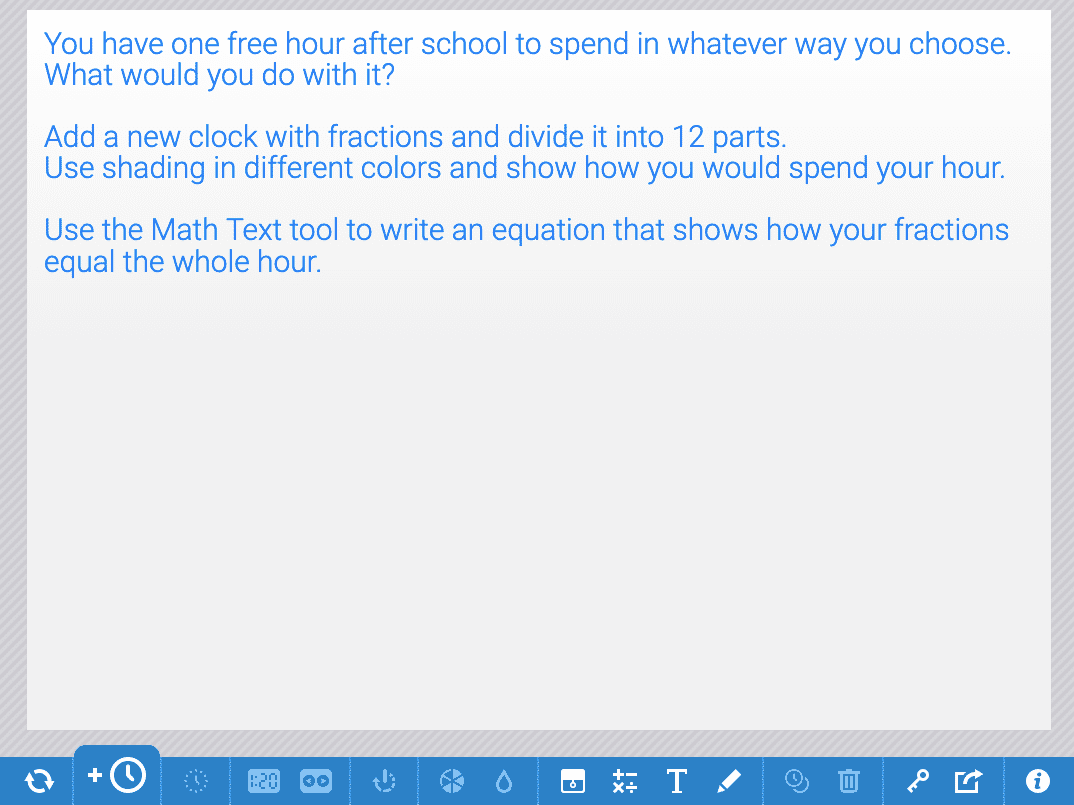 You have one free hour after school to spend in whatever way you choose.
What would you do with it?
Add a new clock with fractions and divide it into 12 parts.
Use shading in different colors and show how you would spend your hour.
Use the Math Text tool to write an equation that shows how your fractions
equal the whole hour.
1:20
T
i